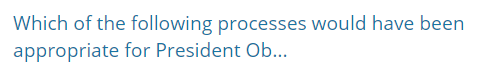 Which of the following processes would have been
appropriate for President Ob...